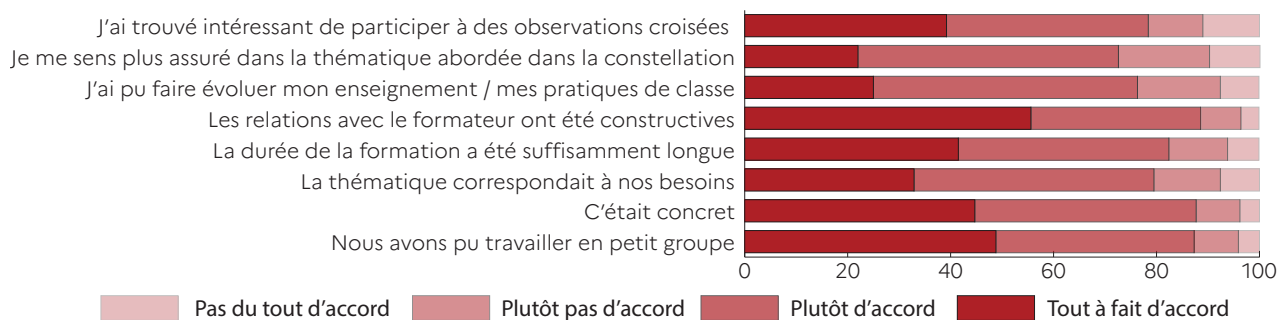 J'ai trouvé intéressant de participer à des observations croisées
Je me sens plus assuré dans la thématique abordée dans la constellation
J'ai pu faire évoluer mon enseignement / mes pratiques de classe
Les relations avec le formateur ont été constructives
La durée de la formation a été suffisamment longue
La thématique correspondait à nos besoins
C'était concret
Nous avons pu travailler en petit groupe
0 20 40 60 80 100
Pas du tout d'accord Plutôt pas d'accord Plutôt d'accord Tout à fait d'accord